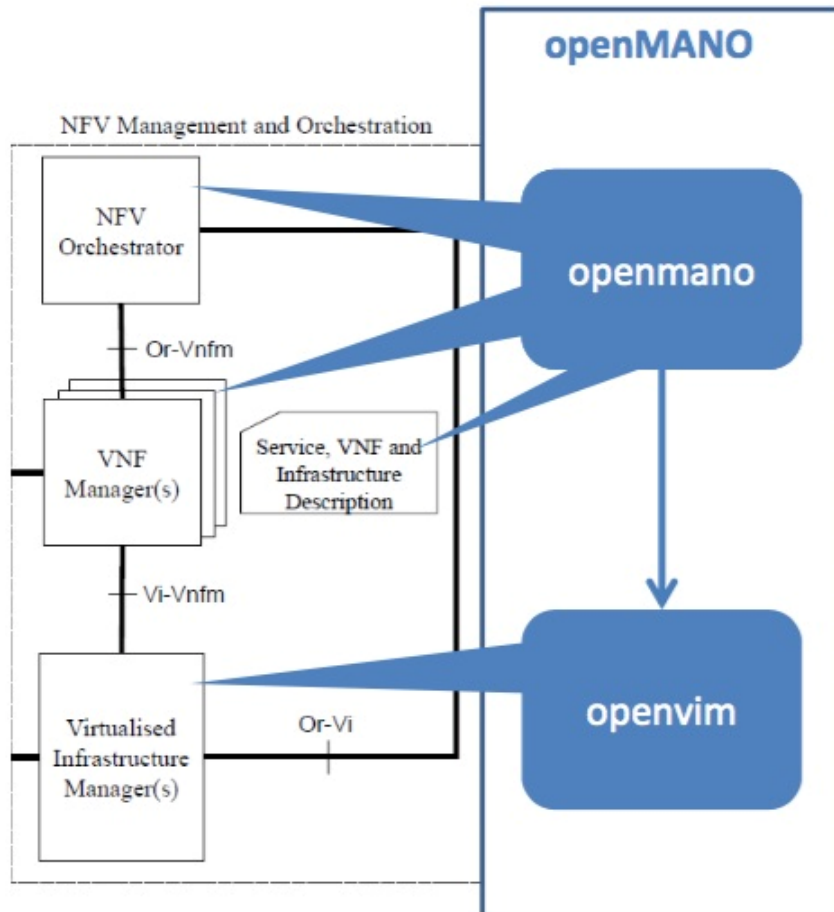 openMANO
NFV Management and Orchestration
NFV
Orchestrator
openmano
Or-Vnfm
VNF
Manager(s)
Service, VNF and
Infrastructure
Description
Vi-Vnfm
Virtualised
Infrastructure
Manager(s)
Or-Vi
openvim